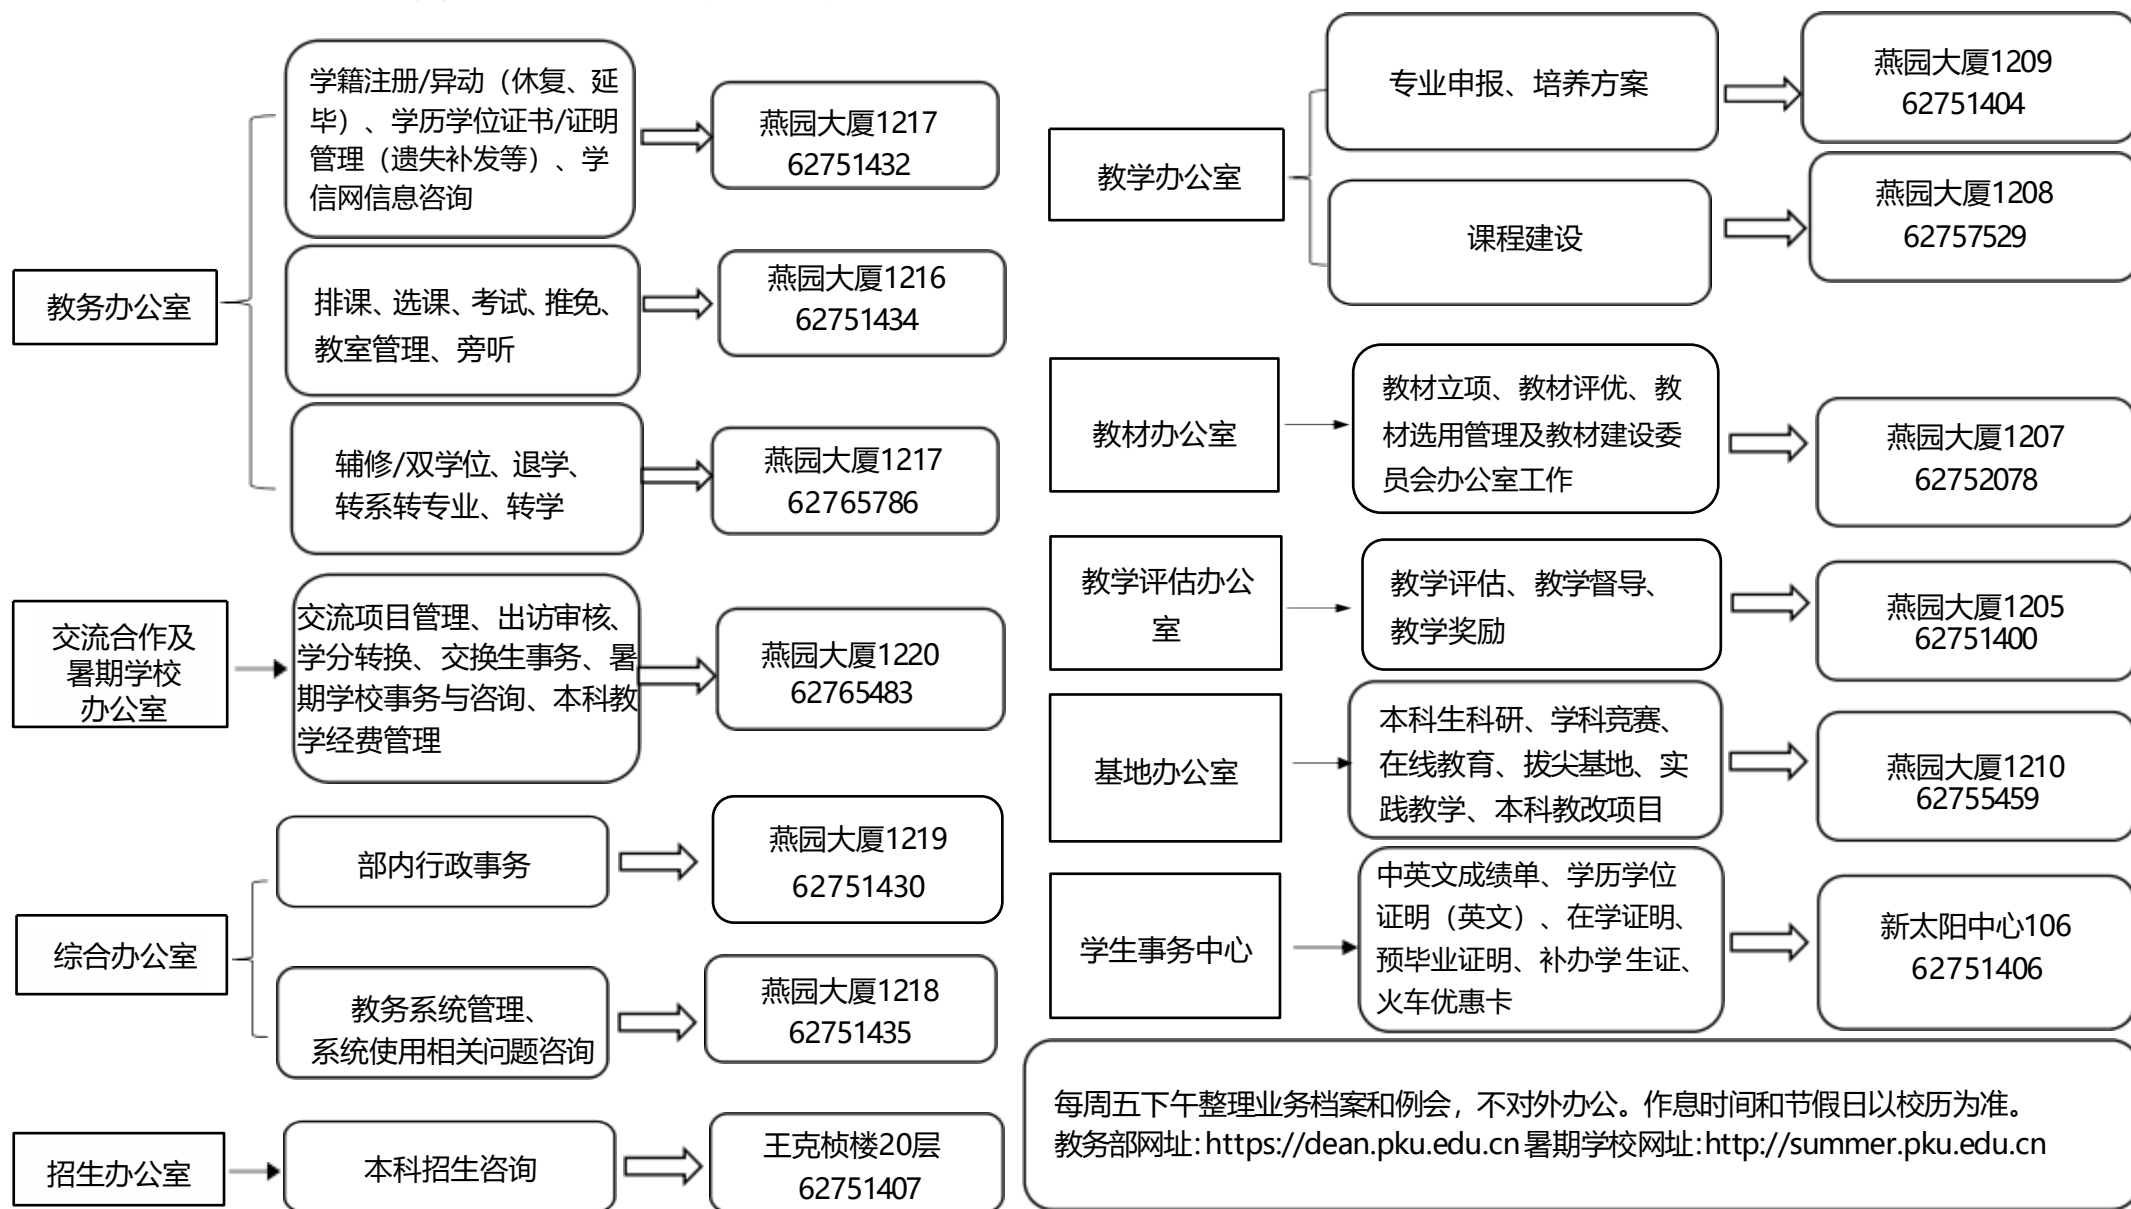 教务办公室
学籍注册/异动（休复、延
毕）、学历学位证书/证明
管理（遗失补发等）、学
信网信息咨询
燕园大厦1217
62751432
排课、选课、考试、推免、
教室管理、旁听
燕园大厦1216
62751434
辅修/双学位、退学、
转系转专业、转学
燕园大厦1217
62765786
交流合作及
暑期学校
办公室
交流项目管理、出访审核、
学分转换、交换生事务、暑
期学校事务与咨询、本科教
学经费管理
燕园大厦1220
62765483
综合办公室
部内行政事务
燕园大厦1219
62751430
教务系统管理、
系统使用相关问题咨询
燕园大厦1218
62751435
招生办公室
本科招生咨询
王克桢楼20层
62751407
教学办公室
专业申报、培养方案
燕园大厦1209
62751404
课程建设
燕园大厦1208
62757529
教材办公室
教材立项、教材评优、教
材选用管理及教材建设委
员会办公室工作
燕园大厦1207
62752078
教学评估办公
室
教学评估、教学督导、
教学奖励
燕园大厦1205
62751400
基地办公室
本科生科研、学科竞赛、
在线教育、拔尖基地、实
践教学、本科教改项目
燕园大厦1210
62755459
学生事务中心
中英文成绩单、学历学位
证明（英文）、在学证明、
预毕业证明、补办学生证、
火车优惠卡
新太阳中心106
62751406
每周五下午整理业务档案和例会，不对外办公。作息时间和节假日以校历为准。
教务部网址：https://dean.pku.edu.cn 暑期学校网址：http://summer.pku.edu.cn